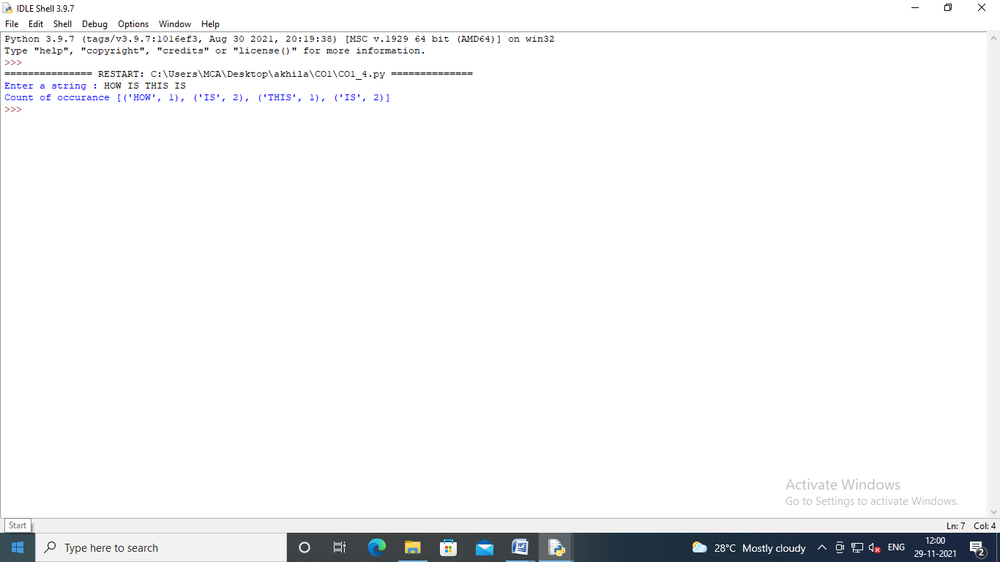 IDLE Shell 3.9.7
File Edit Shell Debug Options Window Help
Python 3.9.7 (tags/v3.9.7:1016ef3, Aug 30 2021, 20:19:38) [MSC v.1929 64 bit (AMD64)] on win32
Type "help", "copyright", "credits" or "license()" for more information.
>>>
=============== RESTART: C:\Users\MCA\Desktop\akhila\CO1\CO1_4.py ==============
Enter a string : HOW IS THIS IS
Count of occurance [('HOW', 1), ('IS', 2), ('THIS', 1), ('IS', 2)]
>>>
Activate Windows
Go to Settings to activate Windows.
Ln: 7 Col: 4
Start
Type here to search
28°C Mostly cloudy
ENG
12:00
29-11-2021
2